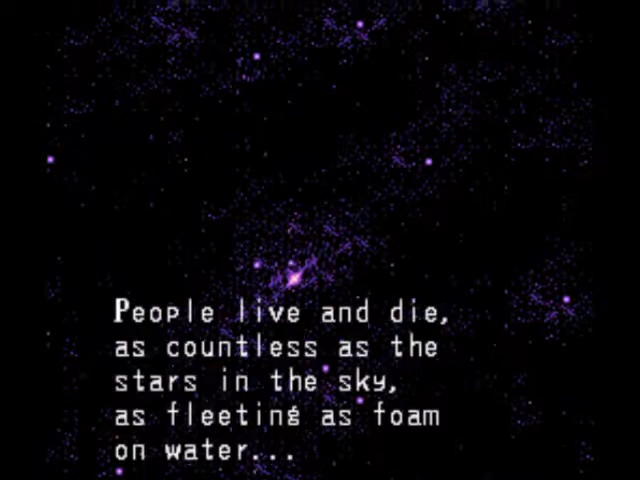 People live and die,
as countless as the
stars in the sky,
as fleeting as foam
on water...